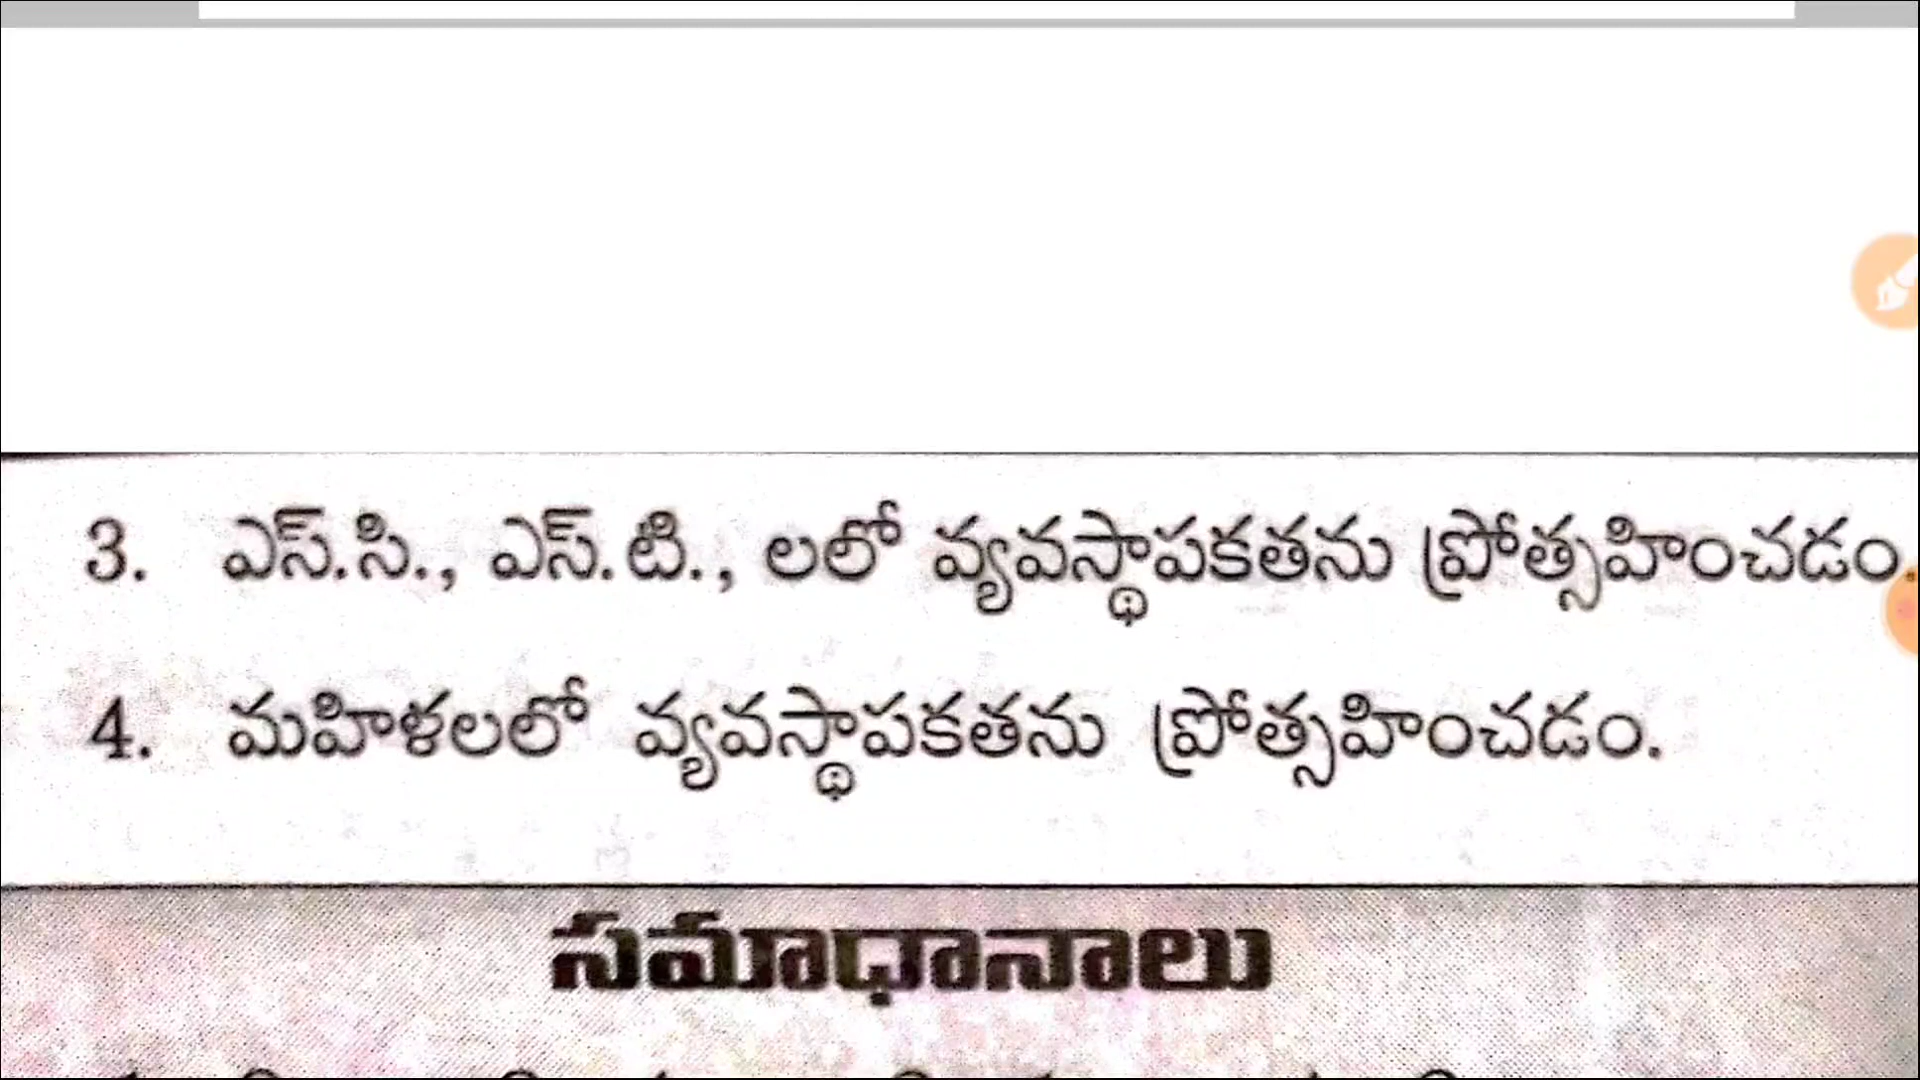 3. ఎస్.సి., ఎస్.టి., లలో వ్యవస్థాపకతను ప్రోత్సహించడం.
4. మహిళలలో వ్యవస్థాపకతను ప్రోత్సహించడం.
సమాధానాలు